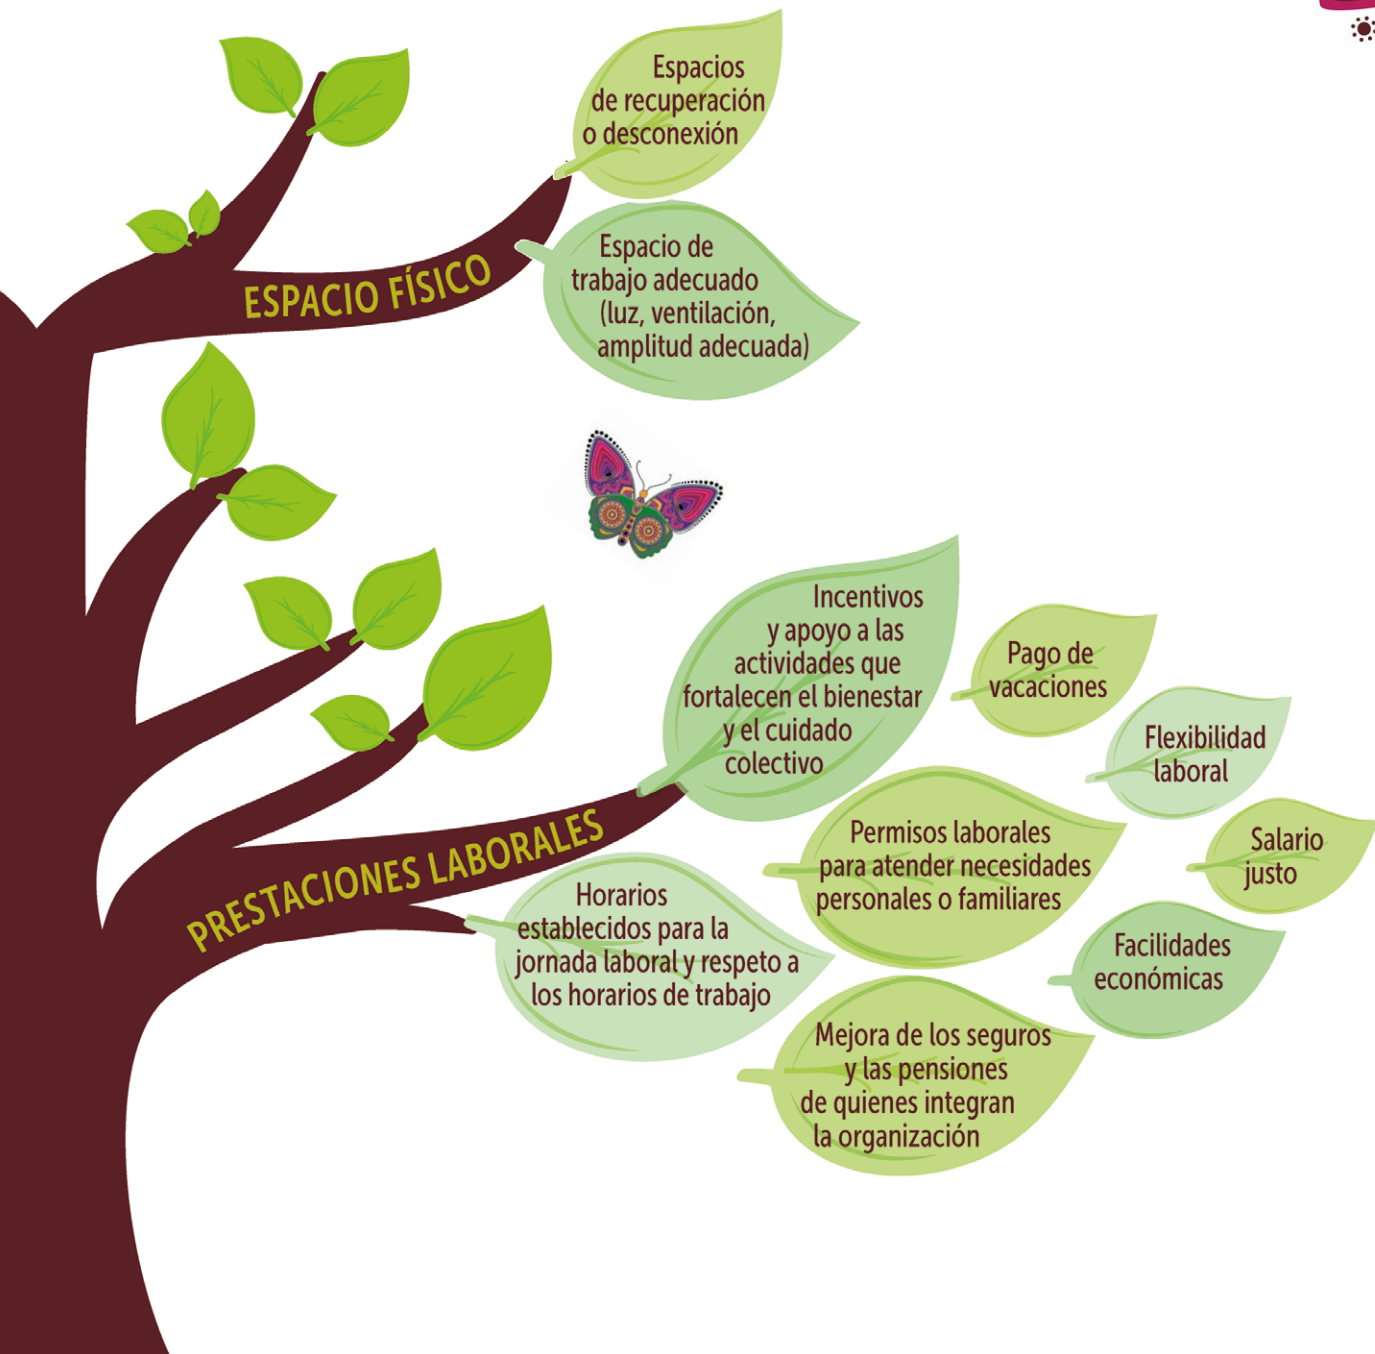 Espacios
de recuperación
o desconexión
Espacio de
trabajo adecuado
(luz, ventilación,
amplitud adecuada)
ESPACIO FÍSICO
Incentivos
y apoyo a las
actividades que
fortalecen el bienestar
y el cuidado
colectivo
Pago de
vacaciones
Flexibilidad
laboral
Salario
justo
Permisos laborales
para atender necesidades
personales o familiares
PRESTACIONES LABORALES
Horarios
establecidos para la
jornada laboral y respeto a
los horarios de trabajo
Facilidades
económicas
Mejora de los seguros
y las pensiones
de quienes integran
la organización